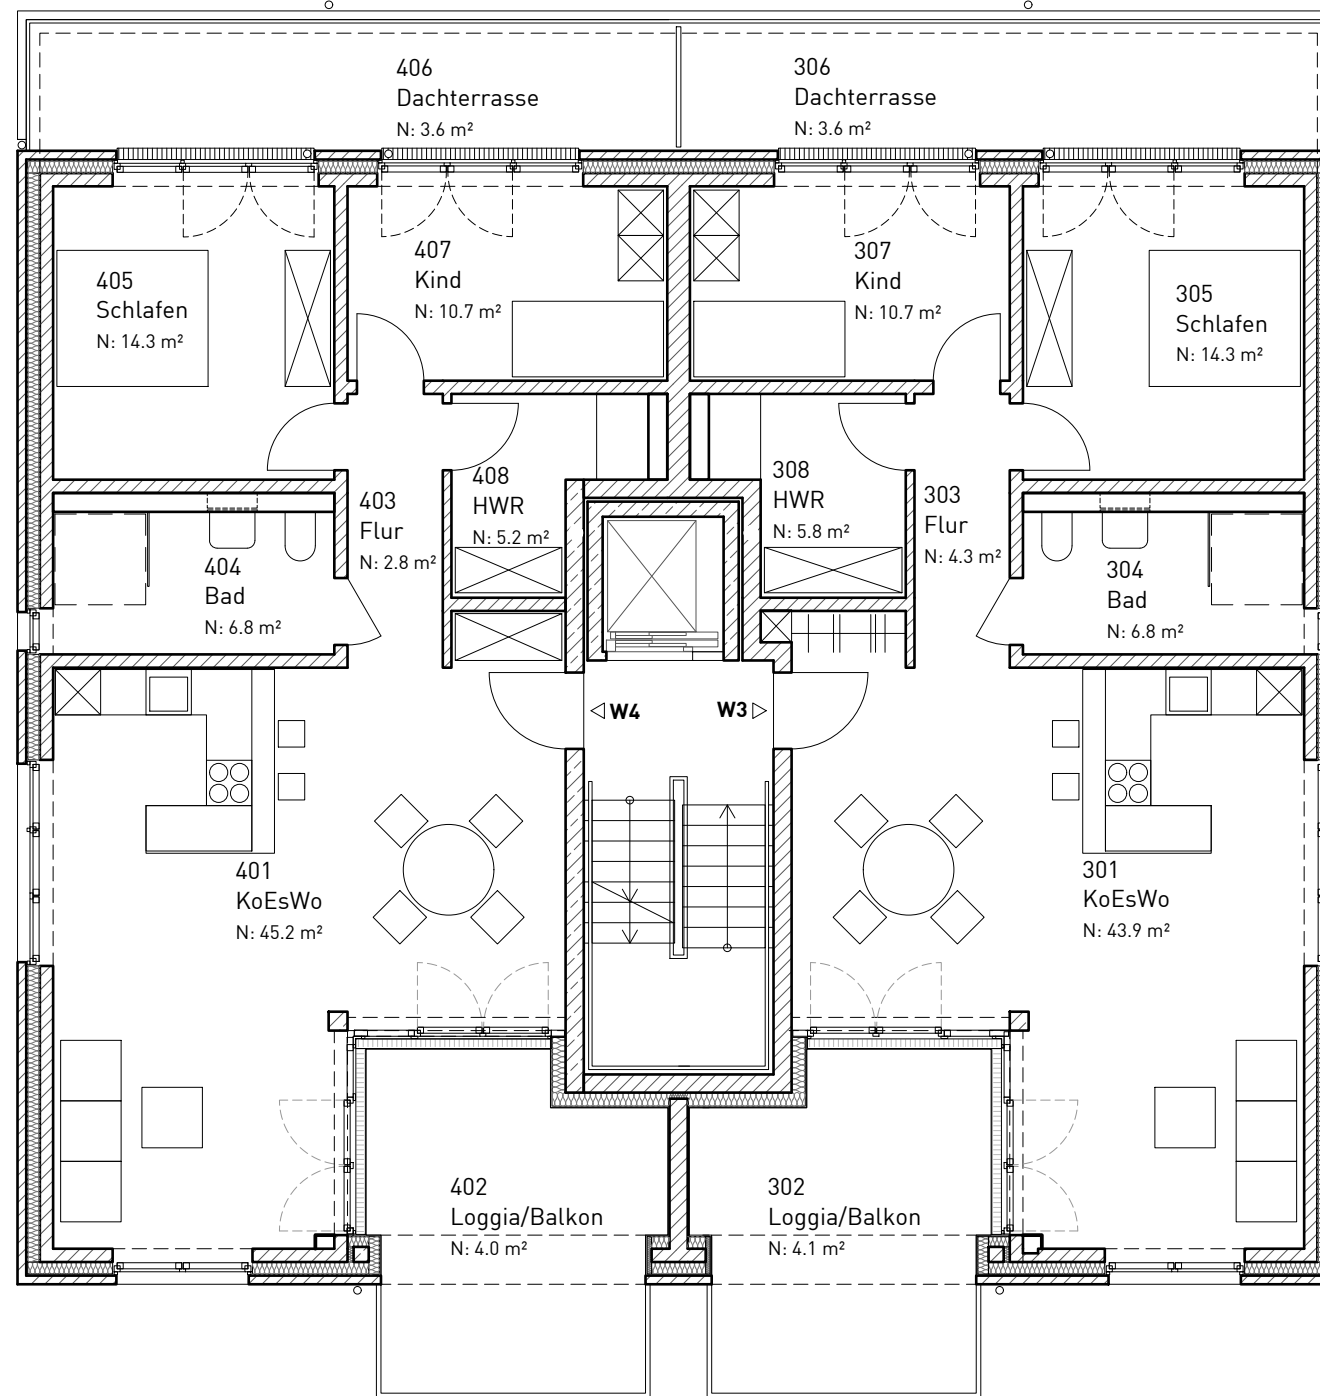 406
Dachterrasse
N: 3.6 m²
306
Dachterrasse
N: 3.6 m²
405
Schlafen
N: 14.3 m²
407
Kind
N: 10.7 m²
307
Kind
N: 10.7 m²
305
Schlafen
N: 14.3 m²
403
Flur
N: 2.8 m²
408
HWR
N: 5.2 m²
308
HWR
N: 5.8 m²
303
Flur
N: 4.3 m²
404
Bad
N: 6.8 m²
304
Bad
N: 6.8 m²
W4
W3
401
KoEsWo
N: 45.2 m²
301
KoEsWo
N: 43.9 m²
402
Loggia/Balkon
N: 4.0 m²
302
Loggia/Balkon
N: 4.1 m²